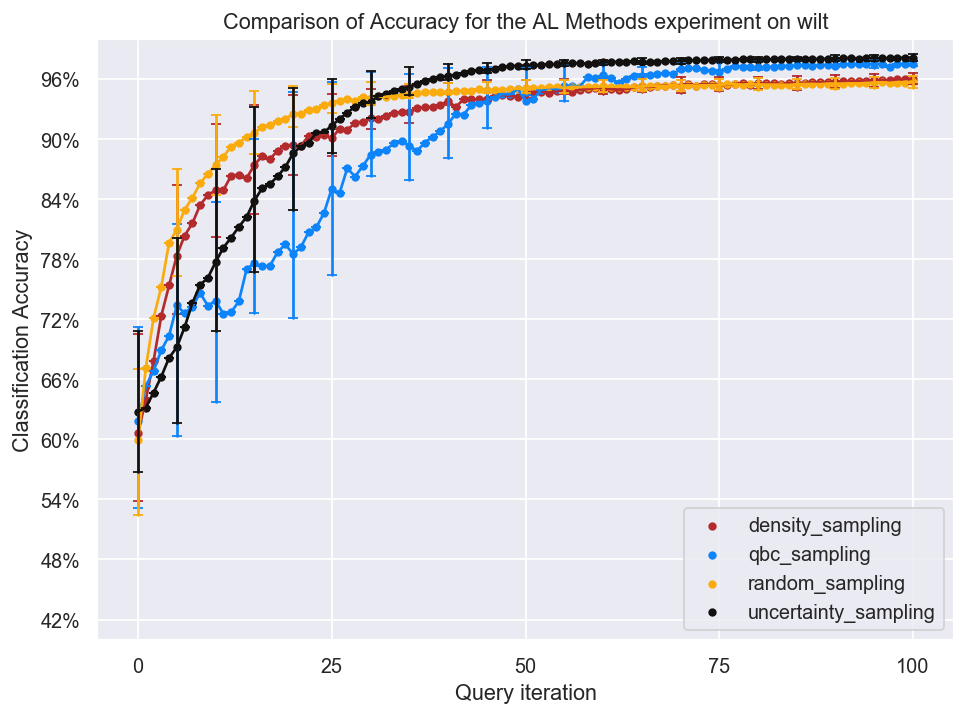 Comparison of Accuracy for the AL Methods experiment on wilt
Classification Accuracy
96%
90%
84%
78%
72%
66%
60%
54%
48%
42%
density_sampling
qbc_sampling
random_sampling
uncertainty_sampling
0 25 50 75 100
Query iteration